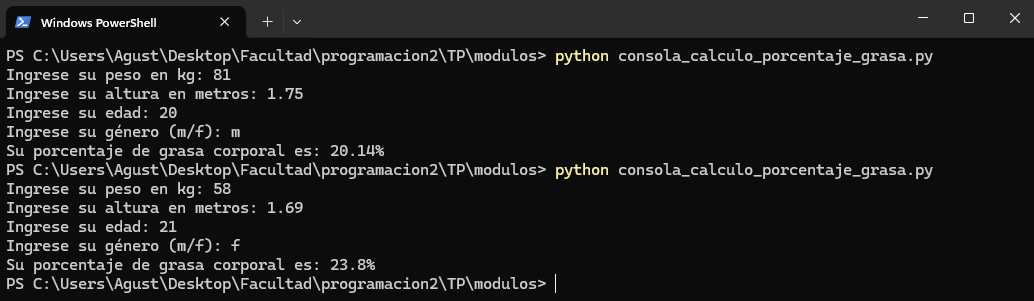 Windows PowerShell
PS C:\Users\Agust\Desktop\Facultad\programacion2\TP\modulos> python consola_calculo_porcentaje_grasa.py
Ingrese su peso en kg: 81
Ingrese su altura en metros: 1.75
Ingrese su edad: 20
Ingrese su género (m/f): m
Su porcentaje de grasa corporal es: 20.14%
PS C:\Users\Agust\Desktop\Facultad\programacion2\TP\modulos> python consola_calculo_porcentaje_grasa.py
Ingrese su peso en kg: 58
Ingrese su altura en metros: 1.69
Ingrese su edad: 21
Ingrese su género (m/f): f
Su porcentaje de grasa corporal es: 23.8%
PS C:\Users\Agust\Desktop\Facultad\programacion2\TP\modulos>